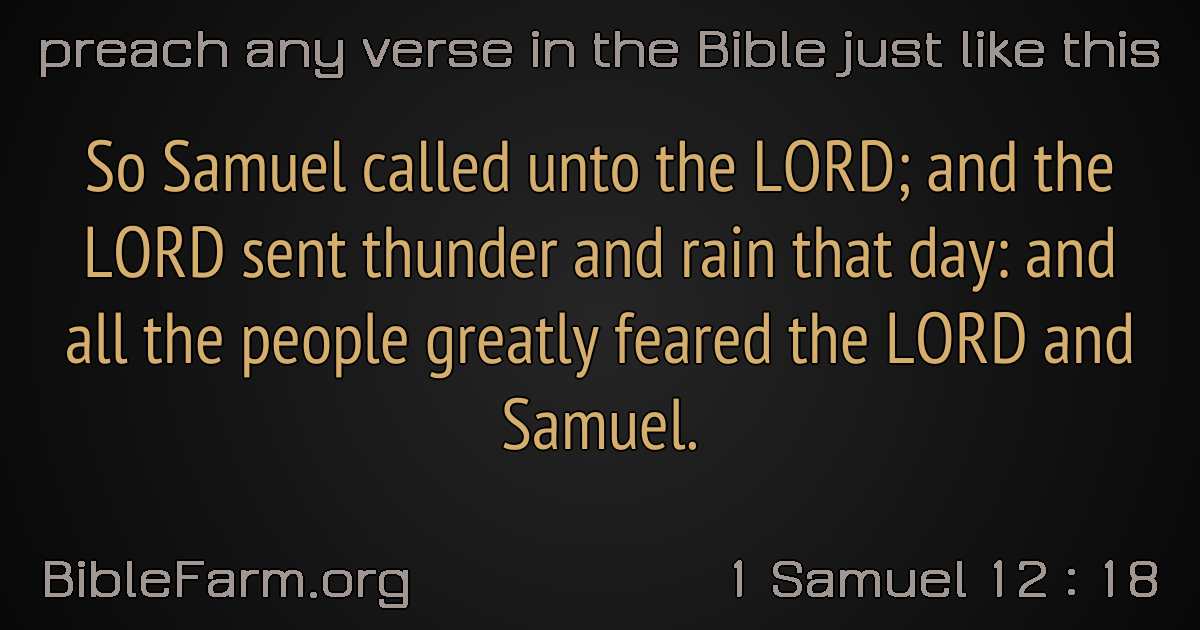 preach any verse in the Bible just like this
So Samuel called unto the LORD; and the
LORD sent thunder and rain that day: and
all the people greatly feared the LORD and
Samuel.
BibleFarm.org
1 Samuel 12 : 18